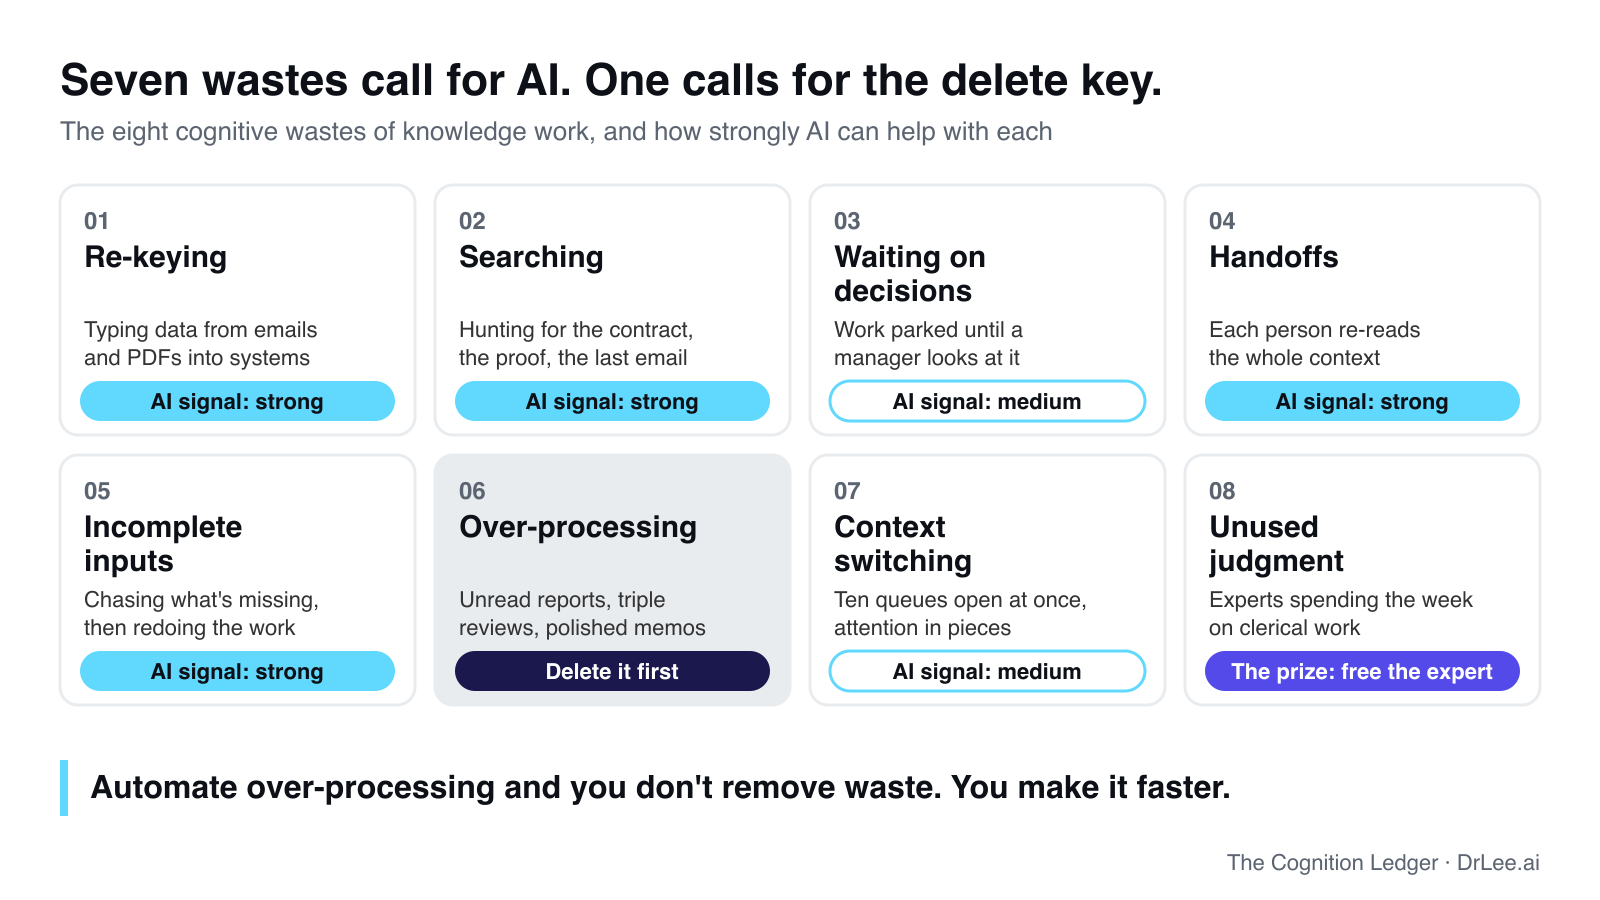 Seven wastes call for AI. One calls for the delete key.
The eight cognitive wastes of knowledge work, and how strongly AI can help with each
01
Re-keying
Typing data from emails
and PDFs into systems
AI signal: strong
02
Searching
Hunting for the contract,
the proof, the last email
AI signal: strong
03
Waiting on
decisions
Work parked until a
manager looks at it
AI signal: medium
04
Handoffs
Each person re-reads
the whole context
AI signal: strong
05
Incomplete
inputs
Chasing what's missing,
then redoing the work
AI signal: strong
06
Over-processing
Unread reports, triple
reviews, polished memos
Delete it first
07
Context
switching
Ten queues open at once,
attention in pieces
AI signal: medium
08
Unused
judgment
Experts spending the week
on clerical work
The prize: free the expert
Automate over-processing and you don't remove waste. You make it faster.
The Cognition Ledger · DrLee.ai